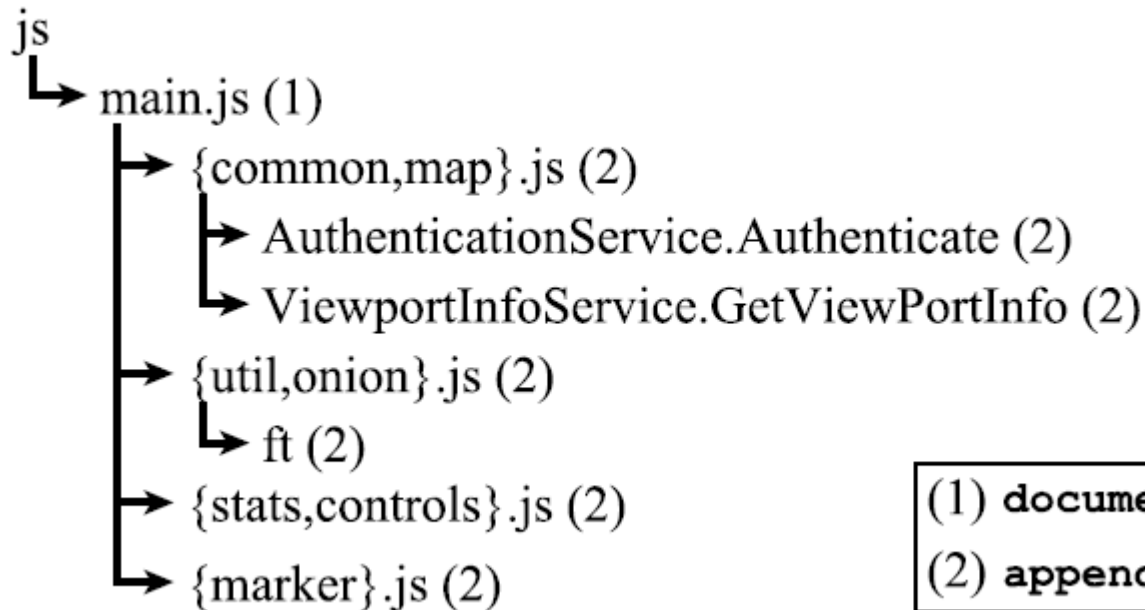 js
main.js (1)
{common,map}.js (2)
AuthenticationService.Authenticate (2)
ViewportInfoService.GetViewPortInfo (2)
{util,onion}.js (2)
ft (2)
{stats,controls}.js (2)
{marker}.js (2)
(1) docume
(2) appenc